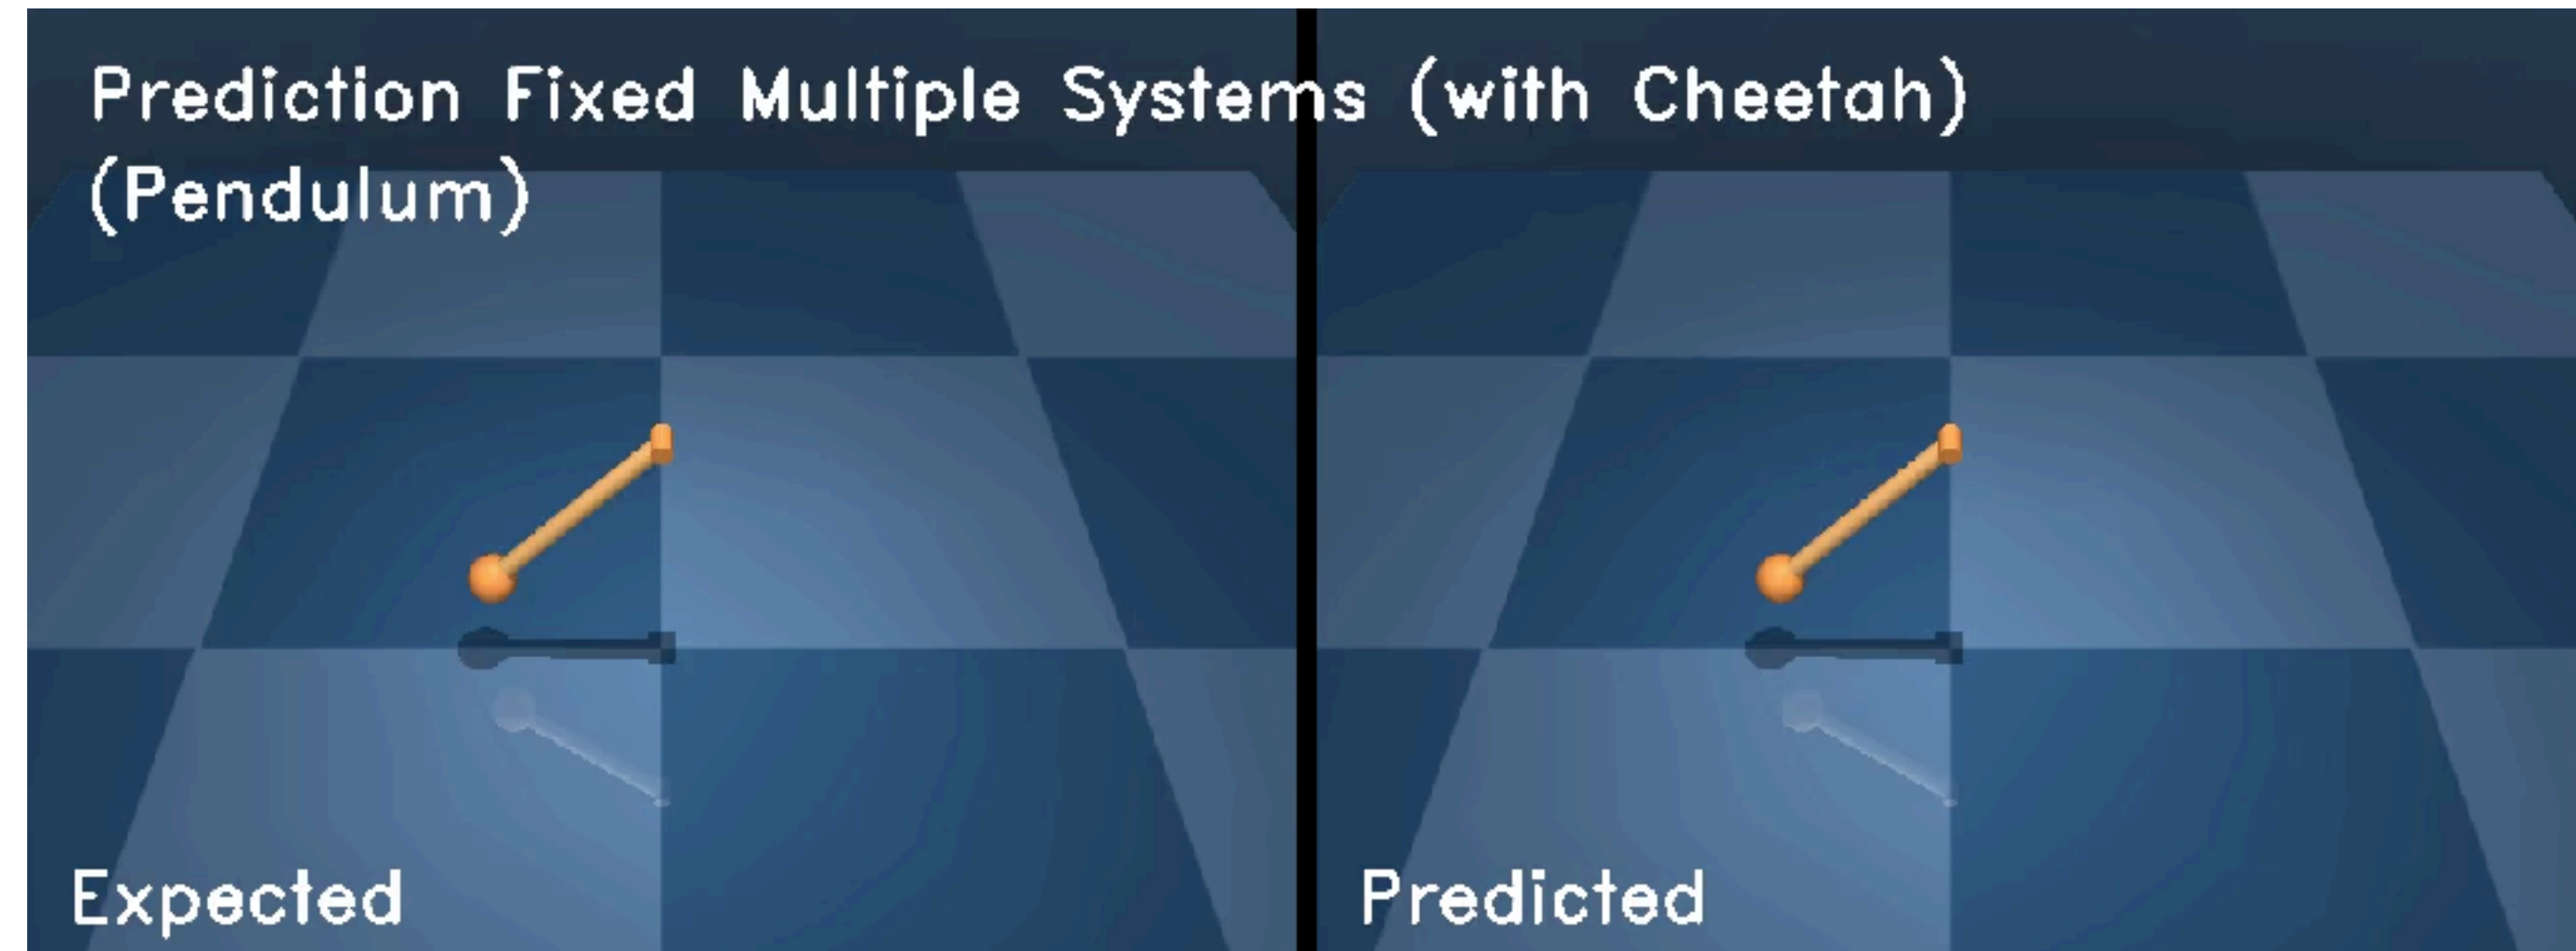 Prediction Fixed Multiple Systems (with Cheetah)
(Pendulum)
Expected
Predicted